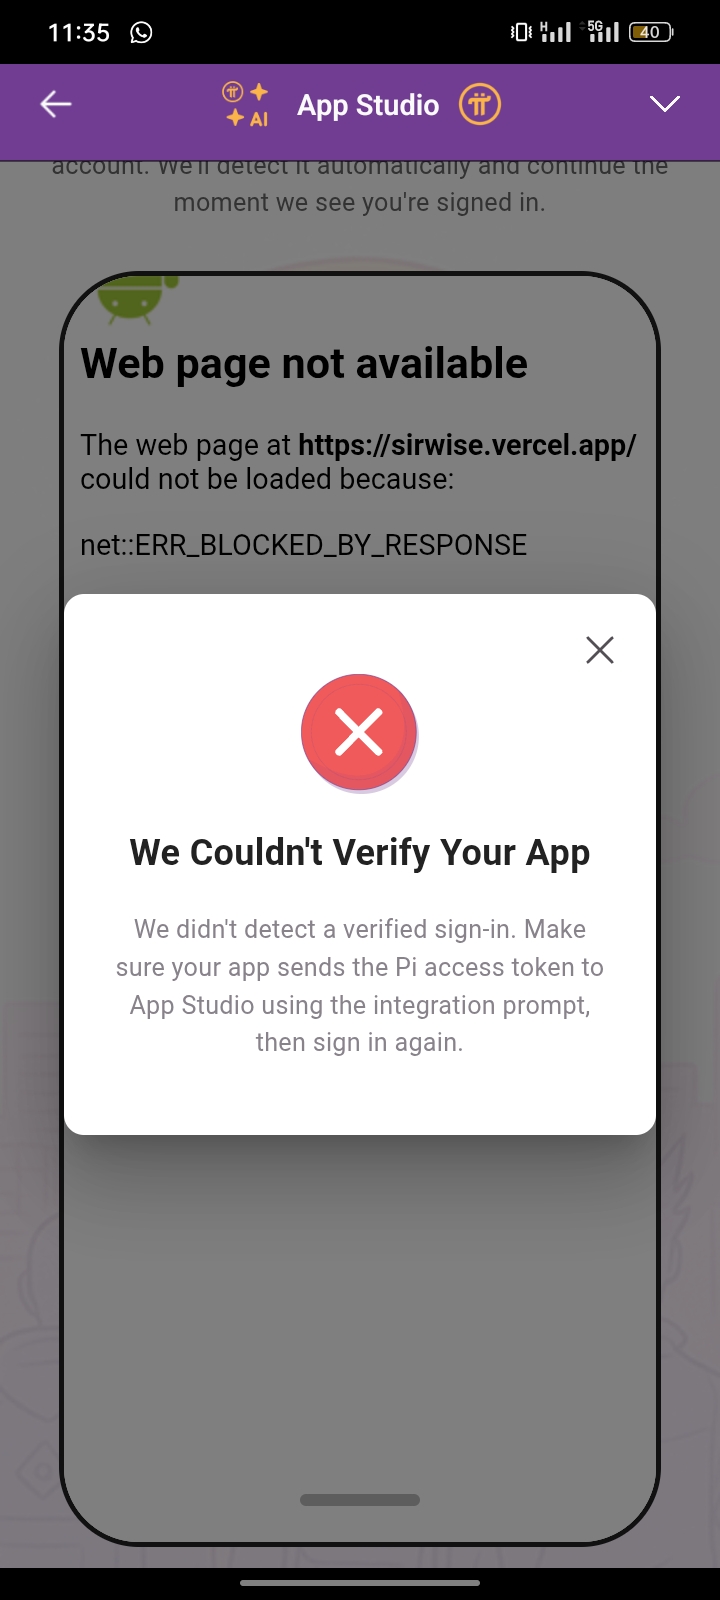 11:35
H
5G
40
AI
App Studio
account. We'll detect it automatically and continue the
moment we see you're signed in.
Web page not available
The web page at https://sirwise.vercel.app/
could not be loaded because:
net::ERR_BLOCKED_BY_RESPONSE
We Couldn't Verify Your App
We didn't detect a verified sign-in. Make
sure your app sends the Pi access token to
App Studio using the integration prompt,
then sign in again.